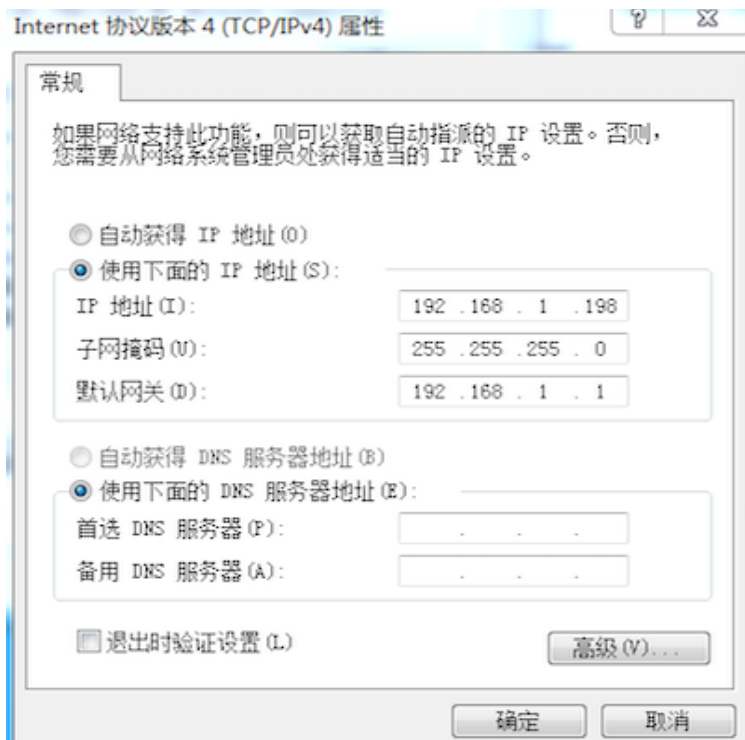 Internet 协议版本 4 (TCP/IPv4) 属性
常规
如果网络支持此功能，则可以获取自动指派的 IP 设置。否则，
您需要从网络系统管理员处获得适当的 IP 设置。
自动获得 IP 地址(O)
使用下面的 IP 地址(S):
IP 地址(I): 192 .168 . 1 .198
子网掩码(U): 255 .255 .255 . 0
默认网关(D): 192 .168 . 1 . 1
自动获得 DNS 服务器地址(B)
使用下面的 DNS 服务器地址(E):
首选 DNS 服务器(P): . . .
备用 DNS 服务器(A): . . .
退出时验证设置(L)
高级(V)...
确定 取消